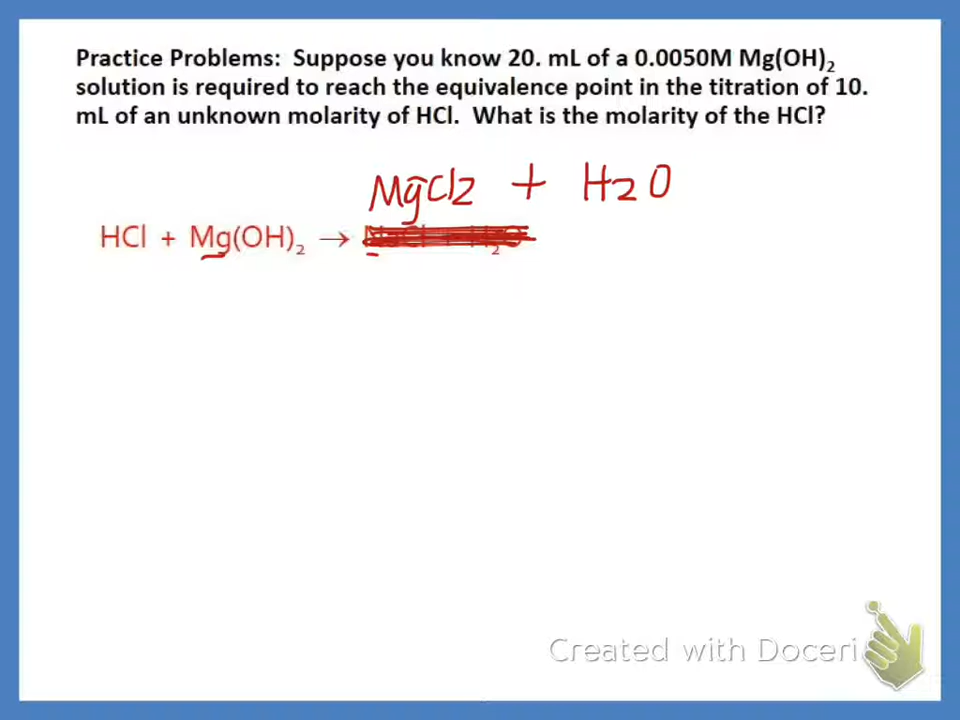 Practice Problems: Suppose you know 20. mL of a 0.0050M Mg(OH)₂
solution is required to reach the equivalence point in the titration of 10.
mL of an unknown molarity of HCl. What is the molarity of the HCl?
MgCl2 + H2O
HCl + Mg(OH)₂ →
Created with Doceri